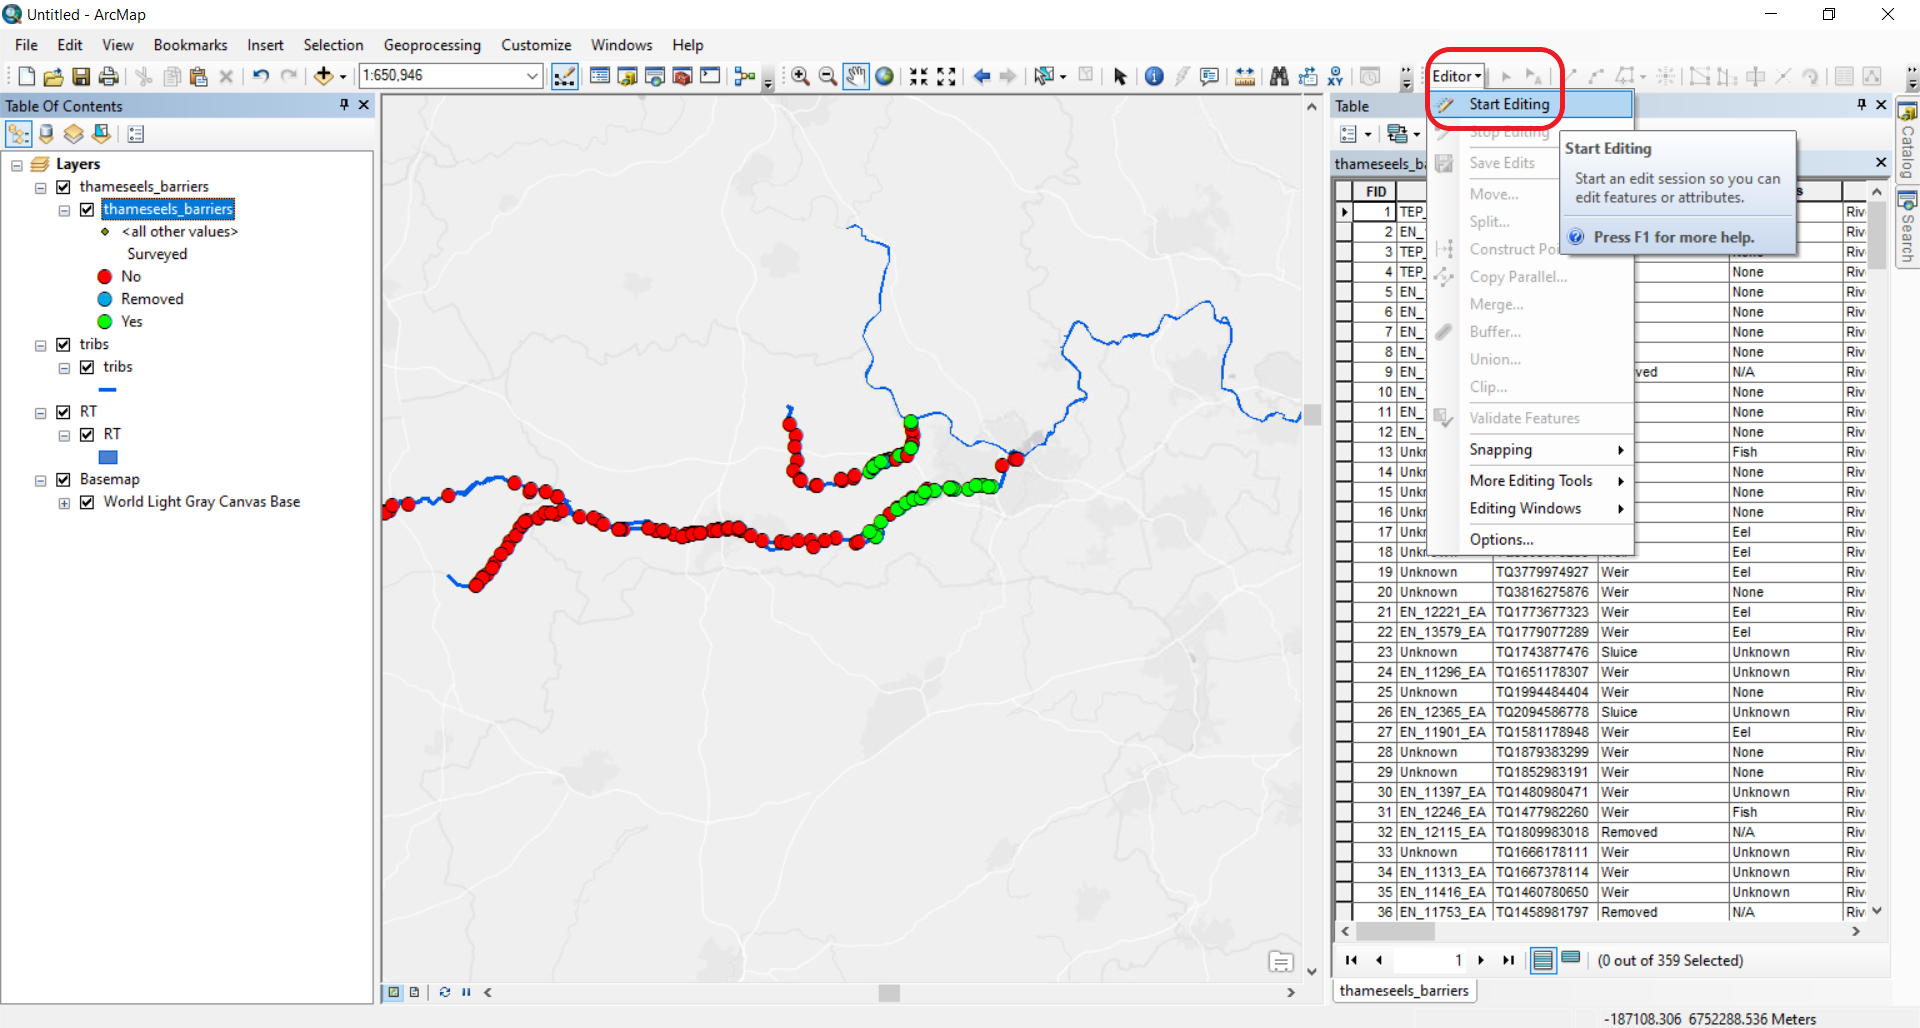 Untitled - ArcMap
File Edit View Bookmarks Insert Selection Geoprocessing Customize Windows Help
1:650,946
XY
Editor
Table Of Contents
Layers
thameseels_barriers
thameseels_barriers
<all other values>
Surveyed
No
Removed
Yes
tribs
tribs
RT
RT
Basemap
World Light Gray Canvas Base
Start Editing
Stop Editing
Save Edits
Move...
Split...
Construct Poi
Copy Parallel...
Merge...
Buffer...
Union...
Clip...
Validate Features
Snapping
More Editing Tools
Editing Windows
Options...
Start Editing
Start an edit session so you can
edit features or attributes.
Press F1 for more help.
Table
thameseels_ba
FID s
1 TEP_ Riv
2 EN_ Riv
3 TEP_ Riv
4 TEP_ None Riv
5 EN_ None Riv
6 EN_ None Riv
7 EN_ None Riv
8 EN_ None Riv
9 EN_ ved N/A Riv
10 EN_ None Riv
11 EN_ None Riv
12 EN_ None Riv
13 Unkr Fish Riv
14 Unkr None Riv
15 Unkr None Riv
16 Unkr None Riv
17 Unkr Eel Riv
18 Unkr Eel Riv
19 Unknown TQ3779974927 Weir Eel Riv
20 Unknown TQ3816275876 Weir None Riv
21 EN_12221_EA TQ1773677323 Weir Eel Riv
22 EN_13579_EA TQ1779077289 Weir Eel Riv
23 Unknown TQ1743877476 Sluice Unknown Riv
24 EN_11296_EA TQ1651178307 Weir Unknown Riv
25 Unknown TQ1994484404 Weir None Riv
26 EN_12365_EA TQ2094586778 Sluice Unknown Riv
27 EN_11901_EA TQ1581178948 Weir Eel Riv
28 Unknown TQ1879383299 Weir None Riv
29 Unknown TQ1852983191 Weir None Riv
30 EN_11397_EA TQ1480980471 Weir Unknown Riv
31 EN_12246_EA TQ1477982260 Weir Fish Riv
32 EN_12115_EA TQ1809983018 Removed N/A Riv
33 Unknown TQ1666178111 Weir Unknown Riv
34 EN_11313_EA TQ1667378114 Weir Unknown Riv
35 EN_11416_EA TQ1460780650 Weir Unknown Riv
36 EN_11753_EA TQ1458981797 Removed N/A Riv
1 (0 out of 359 Selected)
thameseels_barriers
Catalog
Search
-187108.306 6752288.536 Meters